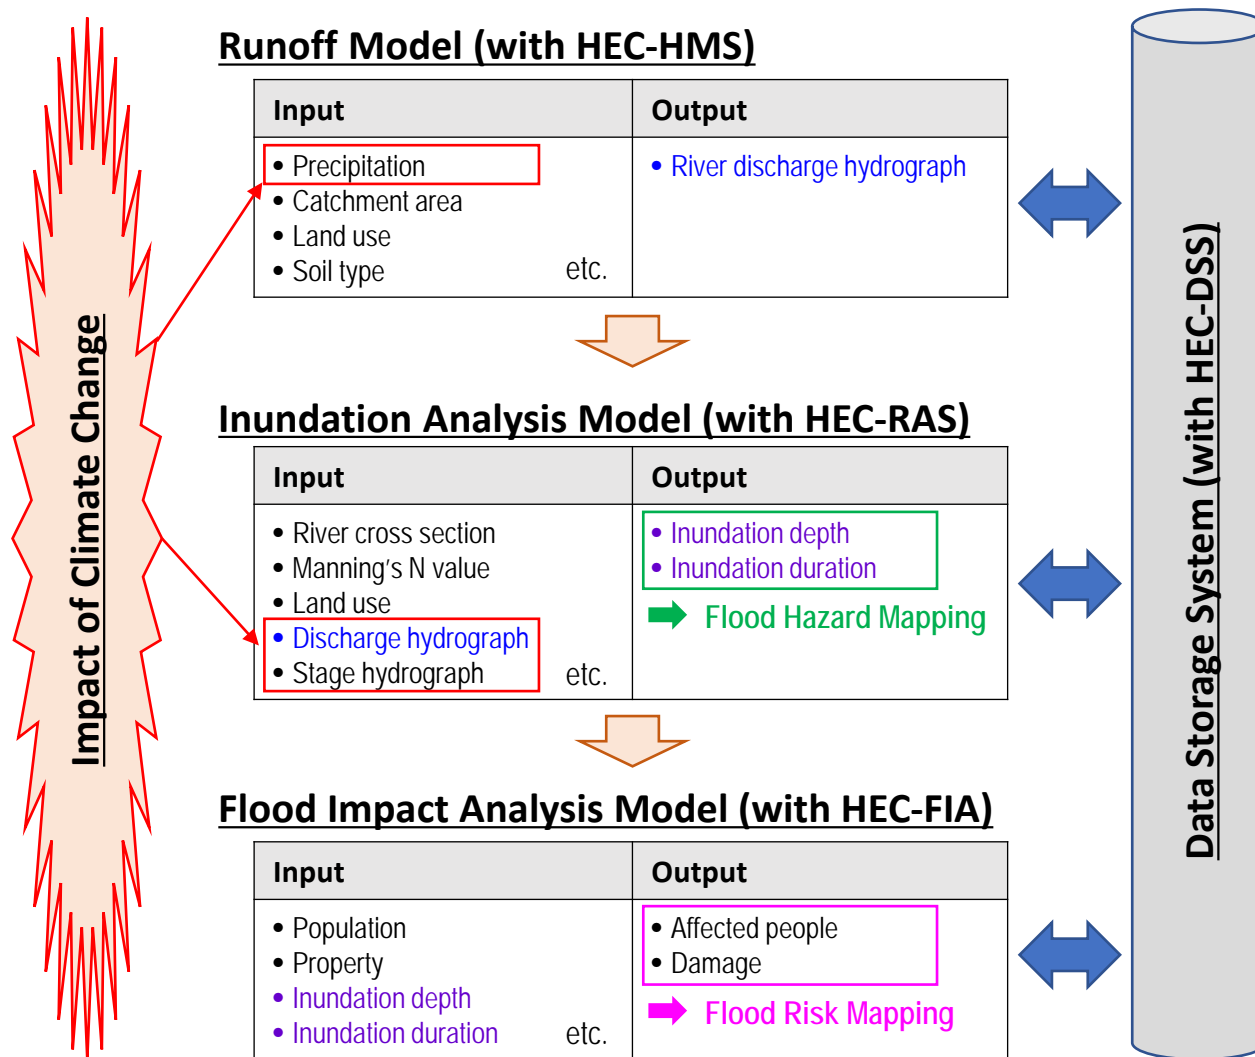 Impact of Climate Change
Runoff Model (with HEC-HMS)
Input
Output
• Precipitation
• Catchment area
• Land use
• Soil type
etc.
• River discharge hydrograph
Inundation Analysis Model (with HEC-RAS)
Input
Output
• River cross section
• Manning's N value
• Land use
• Discharge hydrograph
• Stage hydrograph
etc.
• Inundation depth
• Inundation duration
Flood Hazard Mapping
Flood Impact Analysis Model (with HEC-FIA)
Input
Output
• Population
• Property
• Inundation depth
• Inundation duration
etc.
• Affected people
• Damage
Flood Risk Mapping
Data Storage System (with HEC-DSS)